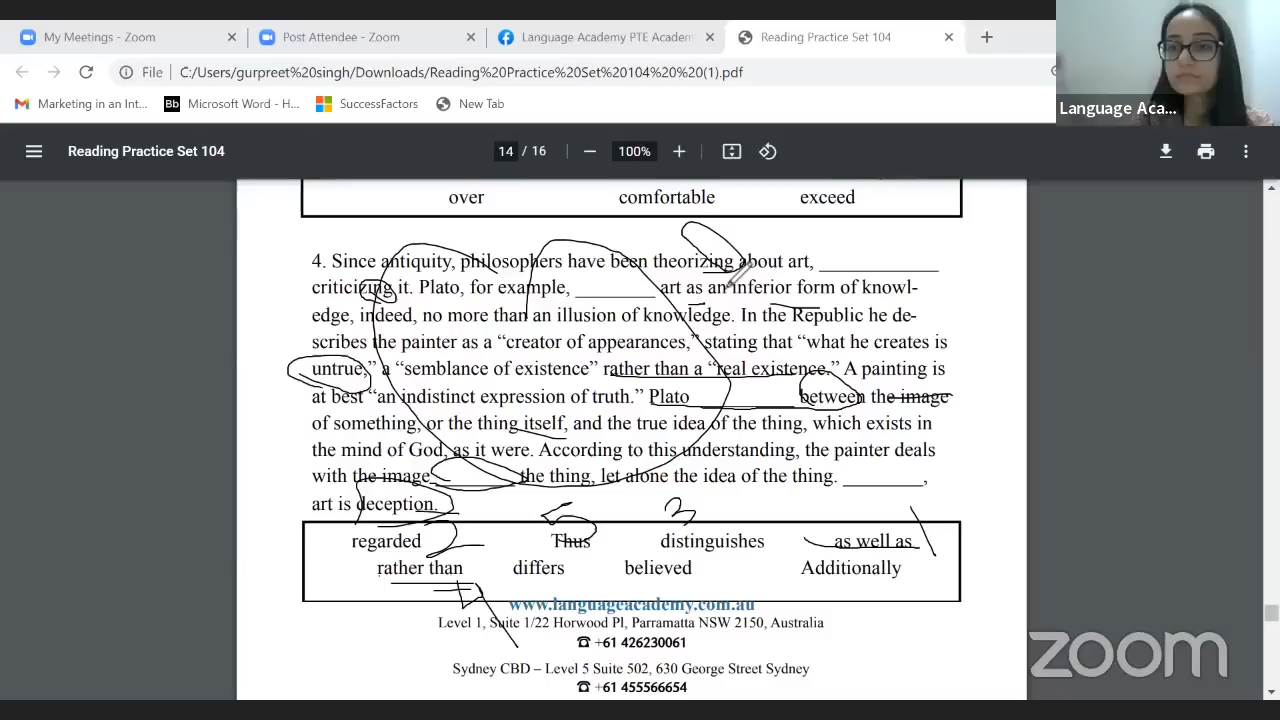 My Meetings - Zoom
Post Attendee - Zoom
Language Academy PTE Academ
Reading Practice Set 104
File C:/Users/gurpreet%20singh/Downloads/Reading%20Practice%20Set%20104%20%20(1).pdf
Marketing in an Int...
Bb Microsoft Word - H...
SuccessFactors
New Tab
Language Aca...
Reading Practice Set 104
14 / 16
100%
over comfortable exceed
4. Since antiquity, philosophers have been theorizing about art, ____________
criticizing it. Plato, for example, ________ art as an inferior form of knowl-
edge, indeed, no more than an illusion of knowledge. In the Republic he de-
scribes the painter as a “creator of appearances,” stating that “what he creates is
untrue,” a “semblance of existence” rather than a “real existence.” A painting is
at best “an indistinct expression of truth.” Plato __________ between the image
of something, or the thing itself, and the true idea of the thing, which exists in
the mind of God, as it were. According to this understanding, the painter deals
with the image ________ the thing, let alone the idea of the thing. ________,
art is deception.
regarded 2 Thus 5 distinguishes 3 as well as 1
rather than 4 differs believed Additionally
www.languageacademy.com.au
Level 1, Suite 1/22 Horwood Pl, Parramatta NSW 2150, Australia
☎ +61 426230061
Sydney CBD – Level 5 Suite 502, 630 George Street Sydney
☎ +61 455566654
zoom